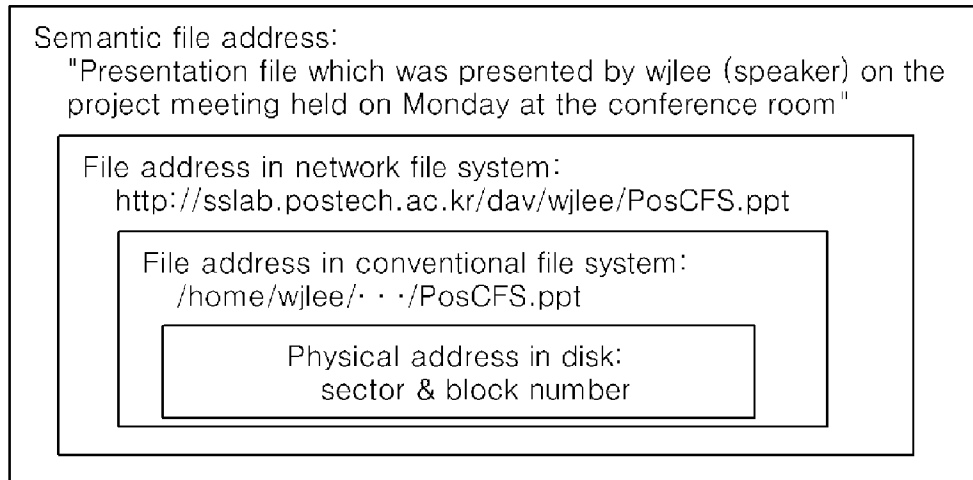 Semantic file address:
"Presentation file which was presented by wjlee (speaker) on the
project meeting held on Monday at the conference room"
File address in network file system:
http://sslab.postech.ac.kr/dav/wjlee/PosCFS.ppt
File address in conventional file system:
/home/wjlee/· · ·/PosCFS.ppt
Physical address in disk:
sector & block number